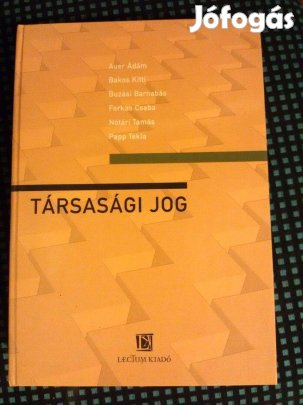 Jófogás
Auer Ádám
Bakos Kitti
Buzási Barnabás
Farkas Csaba
Nótári Tamás
Papp Tekla
TÁRSASÁGI JOG
LECTUM KIADÓ